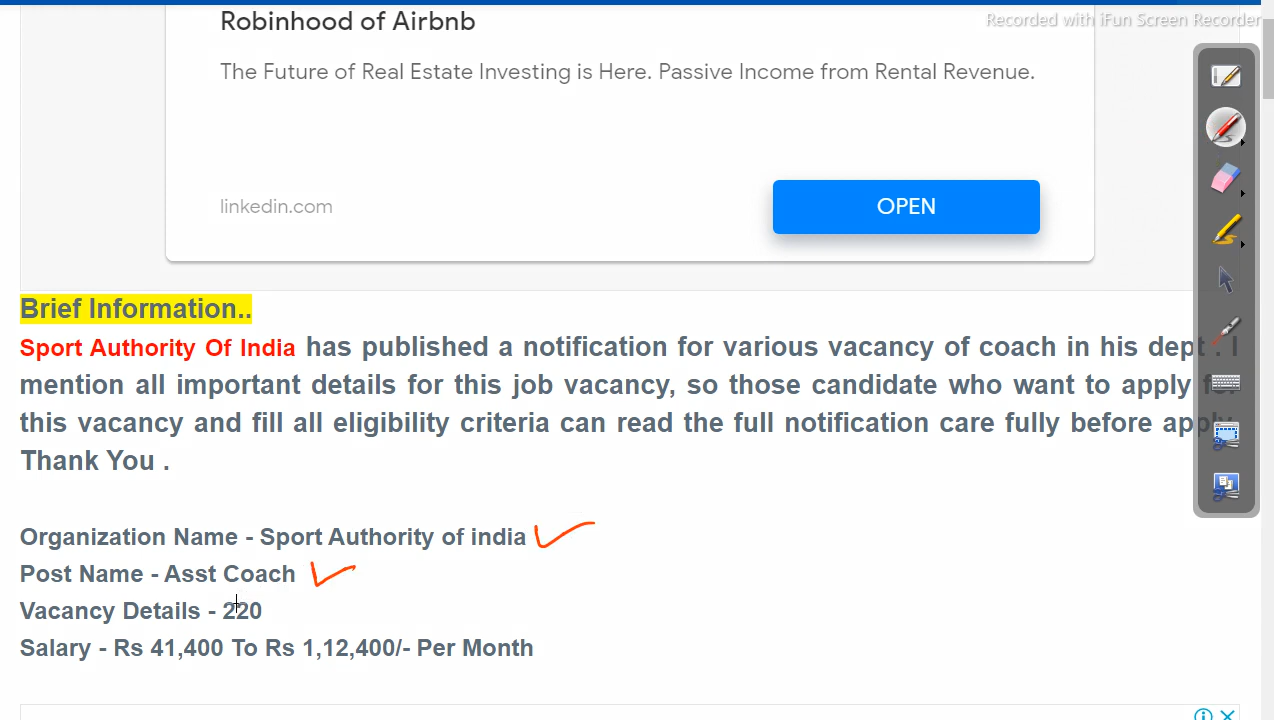 Robinhood of Airbnb
Recorded with iFun Screen Recorder
The Future of Real Estate Investing is Here. Passive Income from Rental Revenue.
linkedin.com
OPEN
Brief Information..
Sport Authority Of India has published a notification for various vacancy of coach in his dept . I
mention all important details for this job vacancy, so those candidate who want to apply for
this vacancy and fill all eligibility criteria can read the full notification care fully before apply.
Thank You .
Organization Name - Sport Authority of india
Post Name - Asst Coach
Vacancy Details - 220
Salary - Rs 41,400 To Rs 1,12,400/- Per Month